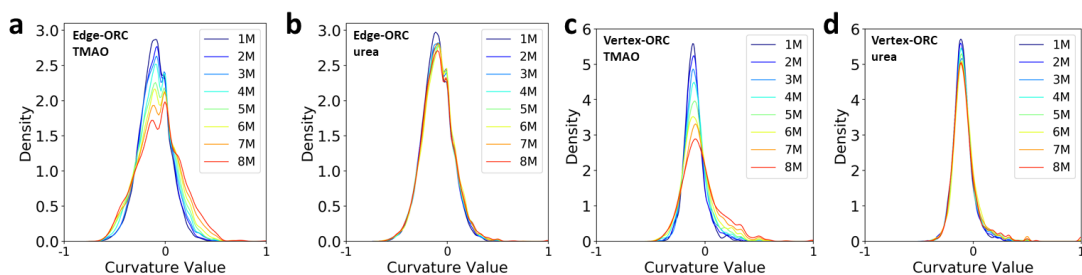 a
Edge-ORC
TMAO
1M
2M
3M
4M
5M
6M
7M
8M
3.0
2.5
2.0
1.5
1.0
0.5
0.0
Density
-1 0 1
Curvature Value
b
Edge-ORC
urea
1M
2M
3M
4M
5M
6M
7M
8M
3.0
2.5
2.0
1.5
1.0
0.5
0.0
Density
-1 0 1
Curvature Value
c
Vertex-ORC
TMAO
1M
2M
3M
4M
5M
6M
7M
8M
6
5
4
3
2
1
0
Density
-1 0 1
Curvature Value
d
Vertex-ORC
urea
1M
2M
3M
4M
5M
6M
7M
8M
6
5
4
3
2
1
0
Density
-1 0 1
Curvature Value